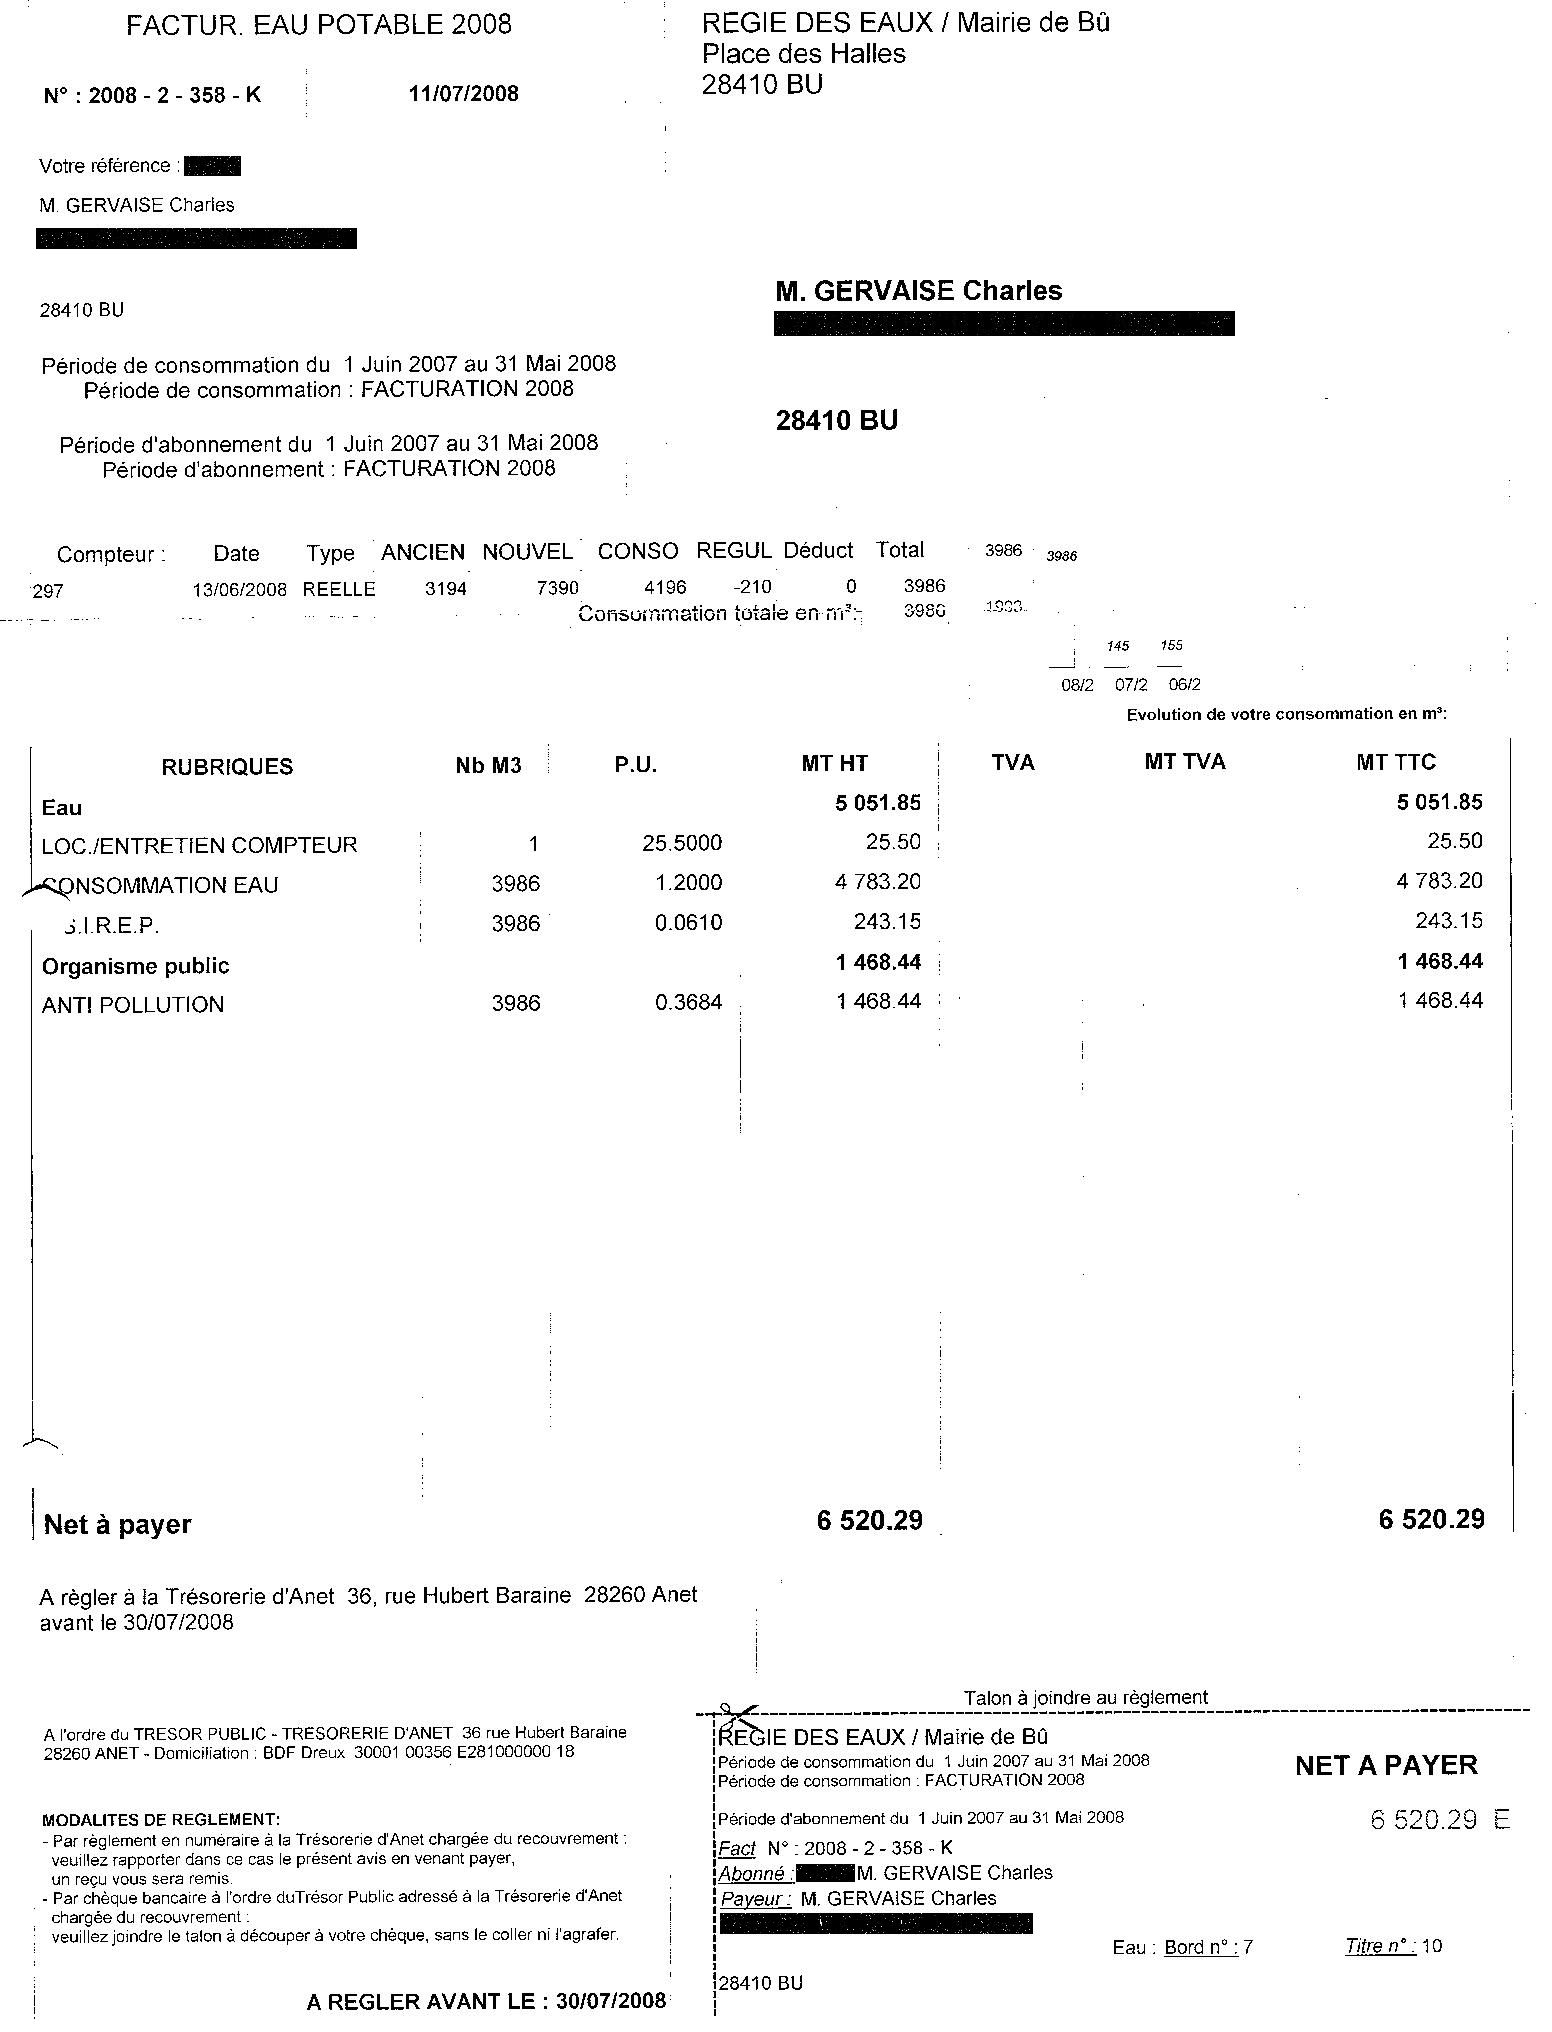 FACTUR. EAU POTABLE 2008
N° : 2008 - 2 - 358 - K 11/07/2008
REGIE DES EAUX / Mairie de Bû
Place des Halles
28410 BU
Votre référence :
M. GERVAISE Charles
28410 BU
M. GERVAISE Charles
28410 BU
Période de consommation du 1 Juin 2007 au 31 Mai 2008
Période de consommation : FACTURATION 2008
Période d'abonnement du 1 Juin 2007 au 31 Mai 2008
Période d'abonnement : FACTURATION 2008
Compteur : Date Type ANCIEN NOUVEL CONSO REGUL Déduct Total 3986 3986
297 13/06/2008 REELLE 3194 7390 4196 -210 0 3986
Consommation totale en m³: 3986
145 155
08/2 07/2 06/2
Evolution de votre consommation en m³:
RUBRIQUES Nb M3 P.U. MT HT TVA MT TVA MT TTC
Eau 5 051.85 5 051.85
LOC./ENTRETIEN COMPTEUR 1 25.5000 25.50 25.50
CONSOMMATION EAU 3986 1.2000 4 783.20 4 783.20
S.I.R.E.P. 3986 0.0610 243.15 243.15
Organisme public 1 468.44 1 468.44
ANTI POLLUTION 3986 0.3684 1 468.44 1 468.44
Net à payer 6 520.29 6 520.29
A règler à la Trésorerie d'Anet 36, rue Hubert Baraine 28260 Anet
avant le 30/07/2008
A l'ordre du TRESOR PUBLIC - TRESORERIE D'ANET 36 rue Hubert Baraine
28260 ANET - Domiciliation : BDF Dreux 30001 00356 E281000000 18
MODALITES DE REGLEMENT:
- Par règlement en numéraire à la Trésorerie d'Anet chargée du recouvrement :
veuillez rapporter dans ce cas le présent avis en venant payer,
un reçu vous sera remis.
- Par chèque bancaire à l'ordre duTrésor Public adressé à la Trésorerie d'Anet
chargée du recouvrement :
veuillez joindre le talon à découper à votre chèque, sans le coller ni l'agrafer.
A REGLER AVANT LE : 30/07/2008
Talon à joindre au règlement
REGIE DES EAUX / Mairie de Bû
Période de consommation du 1 Juin 2007 au 31 Mai 2008
Période de consommation : FACTURATION 2008
NET A PAYER
Période d'abonnement du 1 Juin 2007 au 31 Mai 2008
6 520.29 E
Fact N° : 2008 - 2 - 358 - K
Abonné : M. GERVAISE Charles
Payeur : M. GERVAISE Charles
Eau : Bord n° : 7 Titre n° : 10
28410 BU